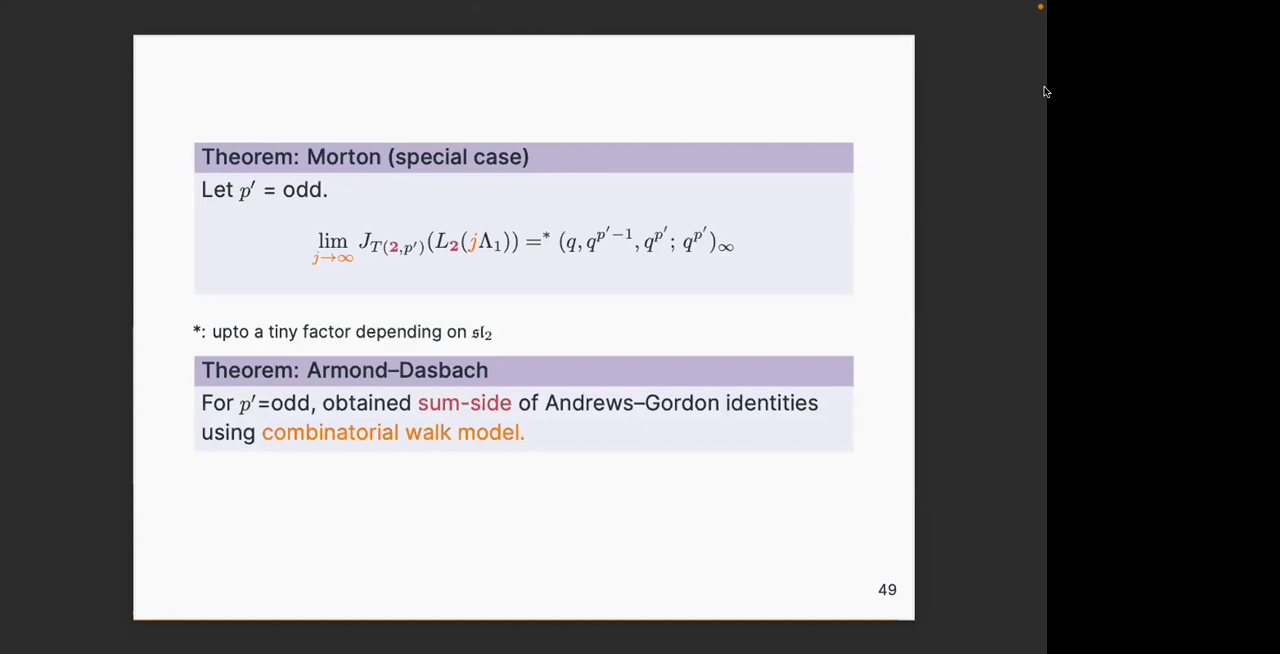 Theorem: Morton (special case)
Let p′ = odd.
lim_{j→∞} J_{T(2,p′)}(L_2(jΛ_1)) =* (q, q^{p′−1}, q^{p′}; q^{p′})_∞
*: upto a tiny factor depending on 𝔰𝔩₂
Theorem: Armond–Dasbach
For p′=odd, obtained sum-side of Andrews–Gordon identities
using combinatorial walk model.
49